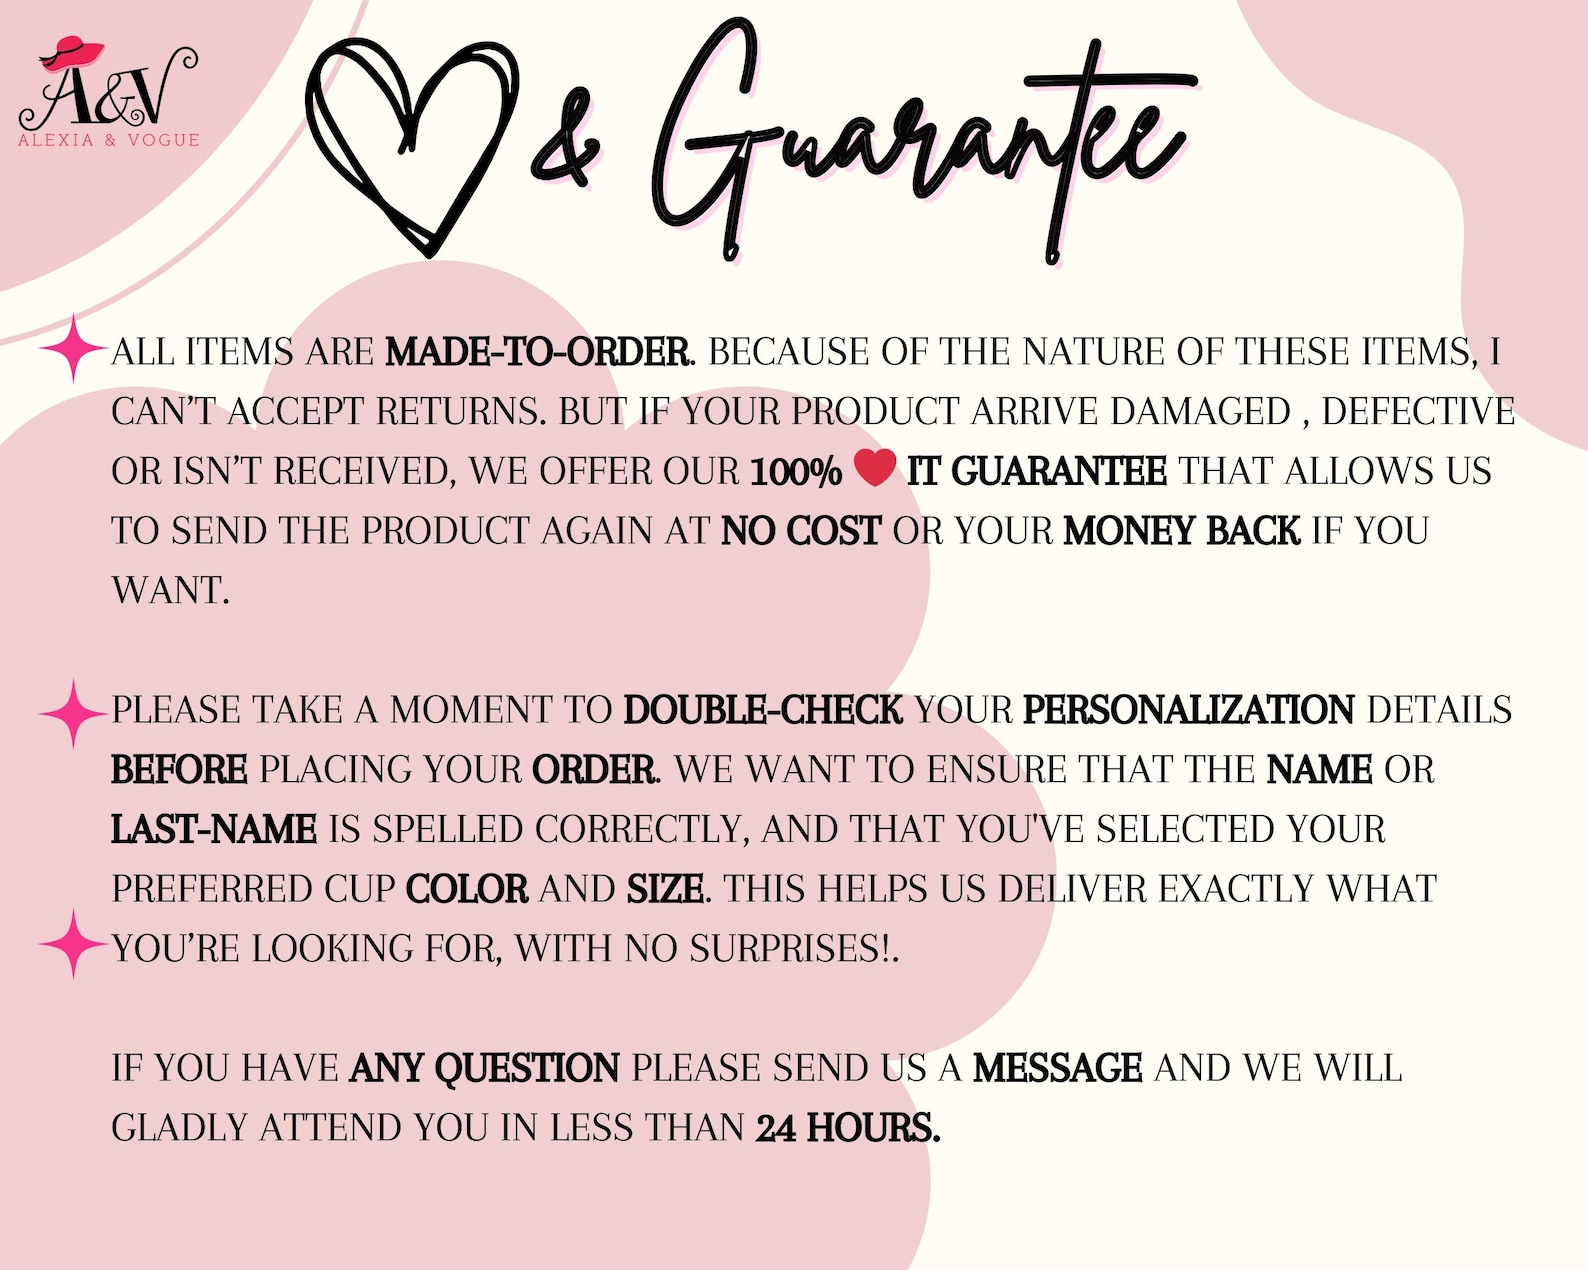 A&V
ALEXIA & VOGUE
& Guarantee
ALL ITEMS ARE MADE-TO-ORDER. BECAUSE OF THE NATURE OF THESE ITEMS, I
CAN’T ACCEPT RETURNS. BUT IF YOUR PRODUCT ARRIVE DAMAGED , DEFECTIVE
OR ISN’T RECEIVED, WE OFFER OUR 100% ❤ IT GUARANTEE THAT ALLOWS US
TO SEND THE PRODUCT AGAIN AT NO COST OR YOUR MONEY BACK IF YOU
WANT.
PLEASE TAKE A MOMENT TO DOUBLE-CHECK YOUR PERSONALIZATION DETAILS
BEFORE PLACING YOUR ORDER. WE WANT TO ENSURE THAT THE NAME OR
LAST-NAME IS SPELLED CORRECTLY, AND THAT YOU'VE SELECTED YOUR
PREFERRED CUP COLOR AND SIZE. THIS HELPS US DELIVER EXACTLY WHAT
YOU’RE LOOKING FOR, WITH NO SURPRISES!.
IF YOU HAVE ANY QUESTION PLEASE SEND US A MESSAGE AND WE WILL
GLADLY ATTEND YOU IN LESS THAN 24 HOURS.